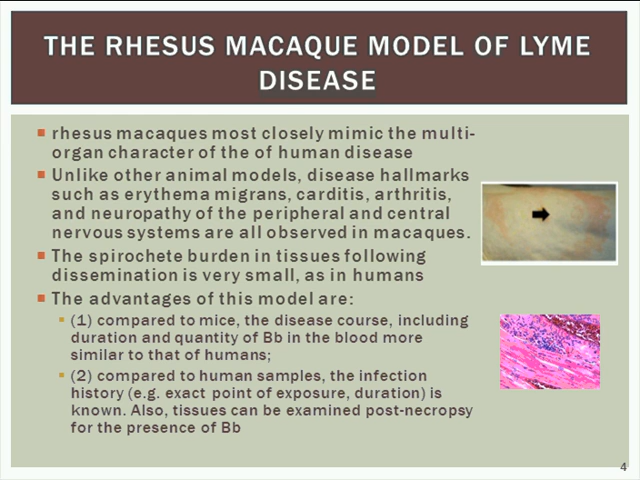 THE RHESUS MACAQUE MODEL OF LYME
DISEASE
rhesus macaques most closely mimic the multi-
organ character of the of human disease
Unlike other animal models, disease hallmarks
such as erythema migrans, carditis, arthritis,
and neuropathy of the peripheral and central
nervous systems are all observed in macaques.
The spirochete burden in tissues following
dissemination is very small, as in humans
The advantages of this model are:
(1) compared to mice, the disease course, including
duration and quantity of Bb in the blood more
similar to that of humans;
(2) compared to human samples, the infection
history (e.g. exact point of exposure, duration) is
known. Also, tissues can be examined post-necropsy
for the presence of Bb
4